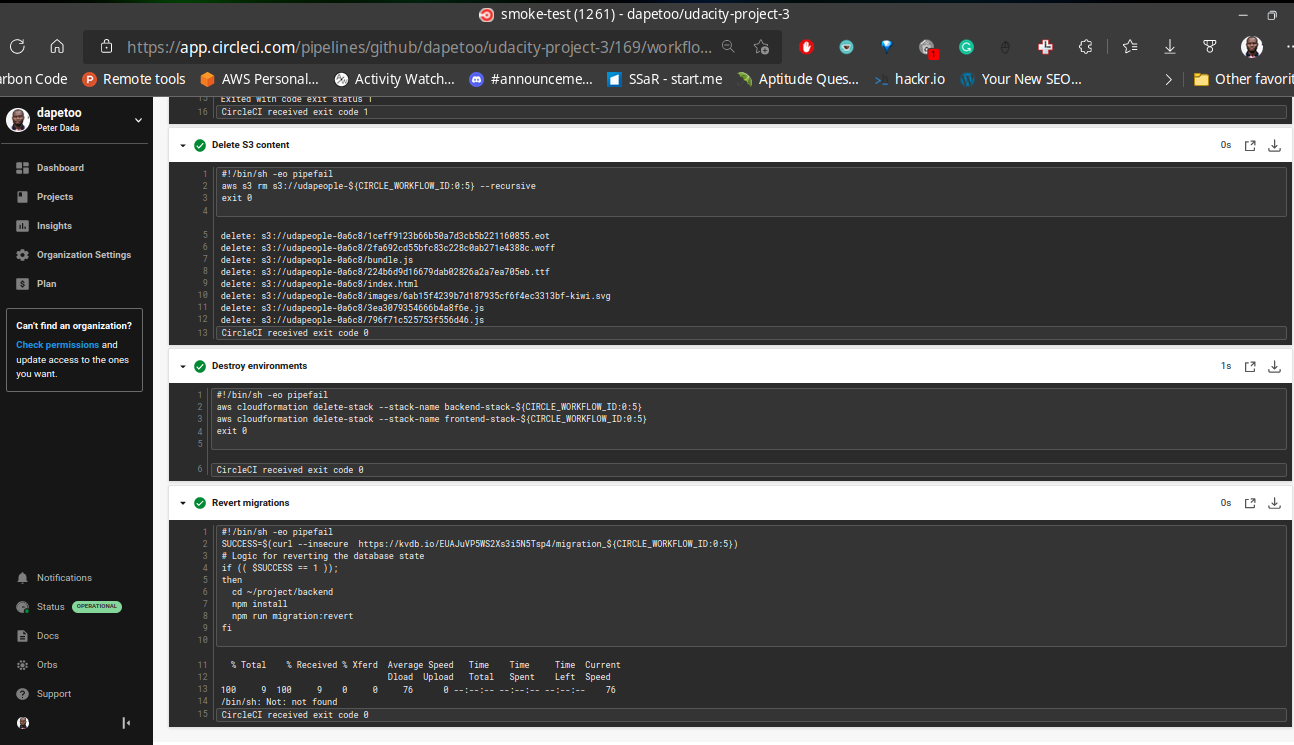 smoke-test (1261) - dapetoo/udacity-project-3
https://app.circleci.com/pipelines/github/dapetoo/udacity-project-3/169/workflo...
arbon Code Remote tools AWS Personal... Activity Watch... #announceme... SSaR - start.me Aptitude Ques... hackr.io Your New SEO... Other favorit
dapetoo
Peter Dada
Dashboard
Projects
Insights
Organization Settings
Plan
Can't find an organization?
Check permissions and
update access to the ones
you want.
Notifications
Status OPERATIONAL
Docs
Orbs
Support
15 Exited with code exit status 1
16 CircleCI received exit code 1
Delete S3 content 0s
1 #!/bin/sh -eo pipefail
2 aws s3 rm s3://udapeople-${CIRCLE_WORKFLOW_ID:0:5} --recursive
3 exit 0
4
5 delete: s3://udapeople-0a6c8/1ceff9123b66b50a7d3cb5b221160855.eot
6 delete: s3://udapeople-0a6c8/2fa692cd55bfc83c228c0ab271e4388c.woff
7 delete: s3://udapeople-0a6c8/bundle.js
8 delete: s3://udapeople-0a6c8/224b6d9d16679dab02826a2a7ea705eb.ttf
9 delete: s3://udapeople-0a6c8/index.html
10 delete: s3://udapeople-0a6c8/images/6ab15f4239b7d187935cf6f4ec3313bf-kiwi.svg
11 delete: s3://udapeople-0a6c8/3ea3079354666b4a8f6e.js
12 delete: s3://udapeople-0a6c8/796f71c525753f556d46.js
13 CircleCI received exit code 0
Destroy environments 1s
1 #!/bin/sh -eo pipefail
2 aws cloudformation delete-stack --stack-name backend-stack-${CIRCLE_WORKFLOW_ID:0:5}
3 aws cloudformation delete-stack --stack-name frontend-stack-${CIRCLE_WORKFLOW_ID:0:5}
4 exit 0
5
6 CircleCI received exit code 0
Revert migrations 0s
1 #!/bin/sh -eo pipefail
2 SUCCESS=$(curl --insecure  https://kvdb.io/EUAJuVP5WS2Xs3i5N5Tsp4/migration_${CIRCLE_WORKFLOW_ID:0:5})
3 # Logic for reverting the database state
4 if (( $SUCCESS == 1 ));
5 then
6   cd ~/project/backend
7   npm install
8   npm run migration:revert
9 fi
10
11   % Total    % Received % Xferd  Average Speed   Time    Time     Time  Current
12                                  Dload  Upload   Total   Spent    Left  Speed
13 100     9  100     9    0     0     76      0 --:--:-- --:--:-- --:--:--    76
14 /bin/sh: Not: not found
15 CircleCI received exit code 0